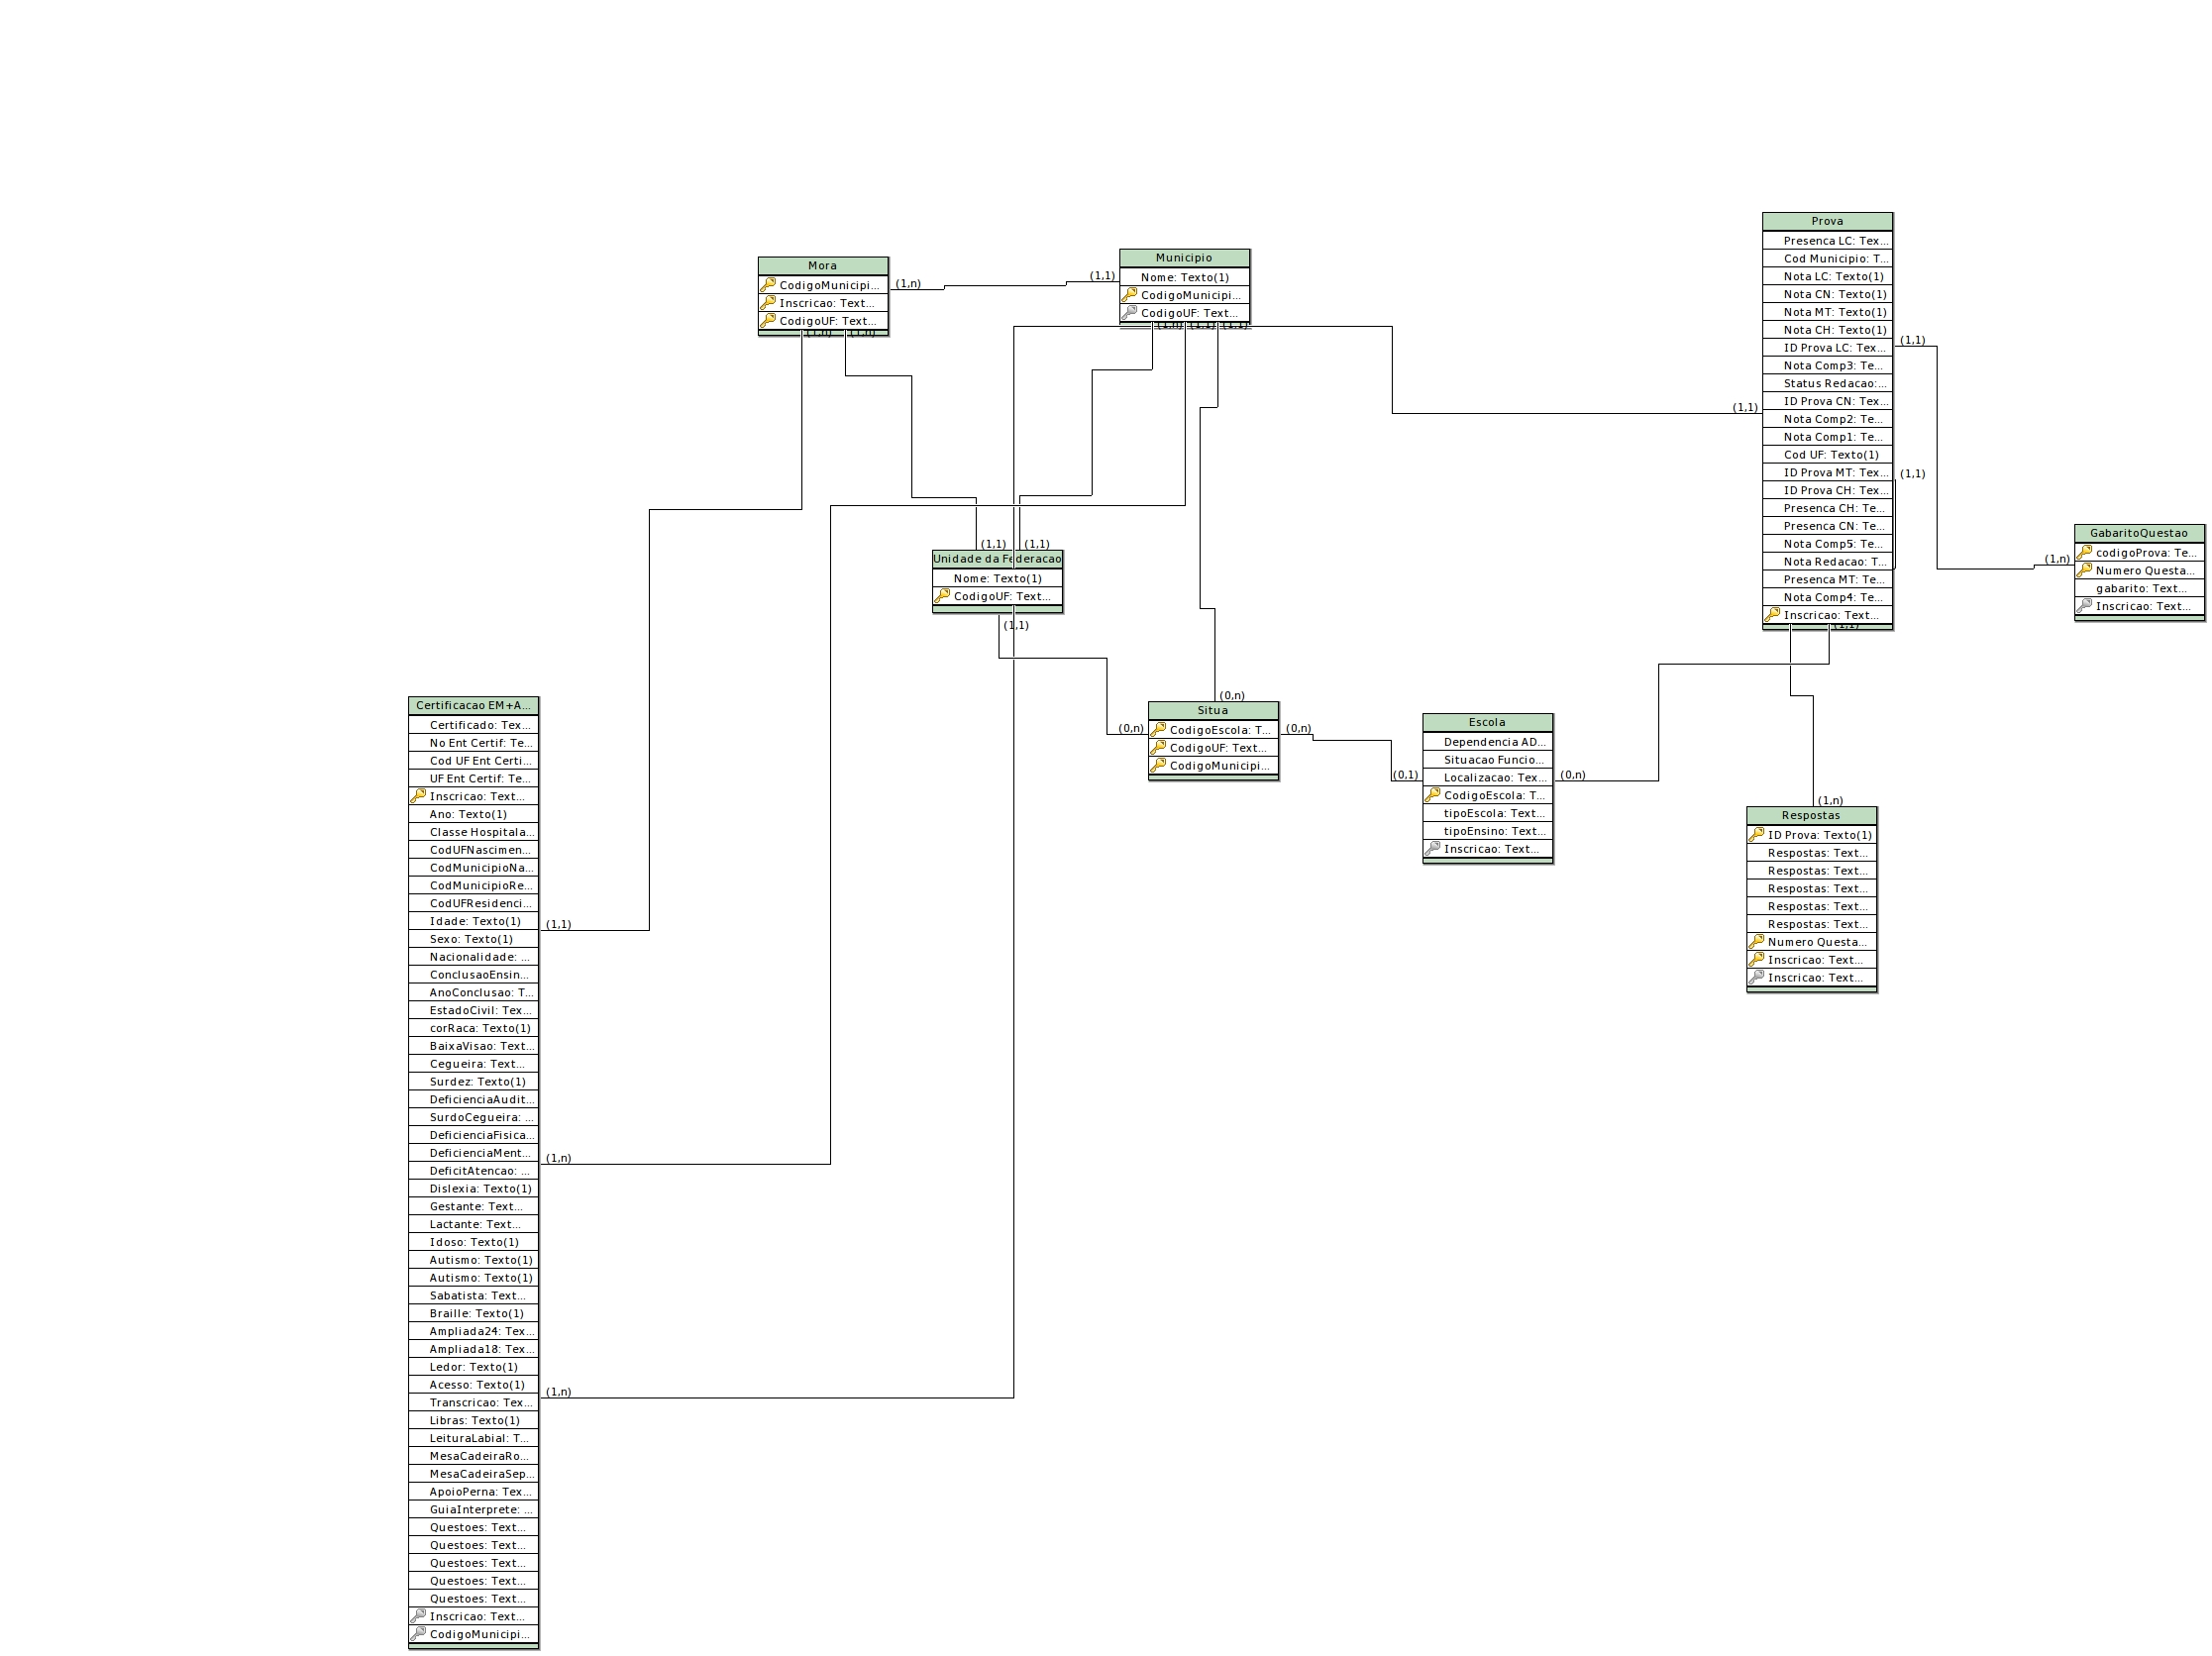 Mora
CodigoMunicipi...
Inscricao: Text...
CodigoUF: Text...
(1,n)
(1,n)
(1,n)
Municipio
Nome: Texto(1)
CodigoMunicipi...
CodigoUF: Text...
(1,1)
(1,n)
(1,1)
(1,1)
Prova
Presenca LC: Tex...
Cod Municipio: T...
Nota LC: Texto(1)
Nota CN: Texto(1)
Nota MT: Texto(1)
Nota CH: Texto(1)
ID Prova LC: Tex...
Nota Comp3: Te...
Status Redacao:...
ID Prova CN: Tex...
Nota Comp2: Te...
Nota Comp1: Te...
Cod UF: Texto(1)
ID Prova MT: Tex...
ID Prova CH: Tex...
Presenca CH: Te...
Presenca CN: Te...
Nota Comp5: Te...
Nota Redacao: T...
Presenca MT: Te...
Nota Comp4: Te...
Inscricao: Text...
(1,1)
(1,1)
(1,1)
(1,1)
GabaritoQuestao
codigoProva: Te...
Numero Questa...
gabarito: Text...
Inscricao: Text...
(1,n)
(1,1)
(1,1)
Unidade da Federacao
Nome: Texto(1)
CodigoUF: Text...
(1,1)
(0,n)
Situa
CodigoEscola: T...
CodigoUF: Text...
CodigoMunicipi...
(0,n)
(0,n)
Escola
Dependencia AD...
Situacao Funcio...
Localizacao: Tex...
CodigoEscola: T...
tipoEscola: Text...
tipoEnsino: Text...
Inscricao: Text...
(0,1)
(0,n)
(1,n)
Respostas
ID Prova: Texto(1)
Respostas: Text...
Respostas: Text...
Respostas: Text...
Respostas: Text...
Respostas: Text...
Numero Questa...
Inscricao: Text...
Inscricao: Text...
Certificacao EM+A...
Certificado: Tex...
No Ent Certif: Te...
Cod UF Ent Certi...
UF Ent Certif: Te...
Inscricao: Text...
Ano: Texto(1)
Classe Hospitala...
CodUFNascimen...
CodMunicipioNa...
CodMunicipioRe...
CodUFResidenci...
Idade: Texto(1)
Sexo: Texto(1)
Nacionalidade: ...
ConclusaoEnsin...
AnoConclusao: T...
EstadoCivil: Tex...
corRaca: Texto(1)
BaixaVisao: Text...
Cegueira: Text...
Surdez: Texto(1)
DeficienciaAudit...
SurdoCegueira: ...
DeficienciaFisica...
DeficienciaMent...
DeficitAtencao: ...
Dislexia: Texto(1)
Gestante: Text...
Lactante: Text...
Idoso: Texto(1)
Autismo: Texto(1)
Autismo: Texto(1)
Sabatista: Text...
Braille: Texto(1)
Ampliada24: Tex...
Ampliada18: Tex...
Ledor: Texto(1)
Acesso: Texto(1)
Transcricao: Tex...
Libras: Texto(1)
LeituraLabial: T...
MesaCadeiraRo...
MesaCadeiraSep...
ApoioPerna: Tex...
GuiaInterprete: ...
Questoes: Text...
Questoes: Text...
Questoes: Text...
Questoes: Text...
Questoes: Text...
Inscricao: Text...
CodigoMunicipi...
(1,1)
(1,n)
(1,n)